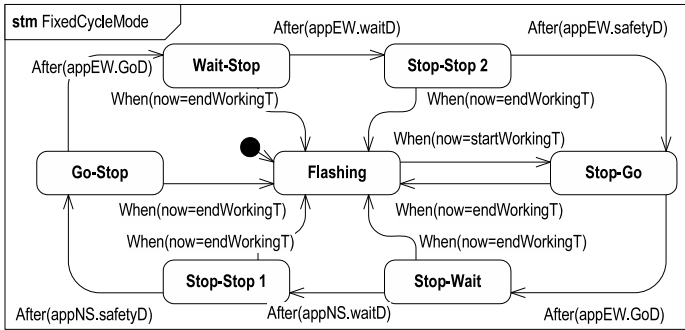 stm FixedCycleMode
After(appEW.waitD)
After(appEW.safetyD)
Wait-Stop
Stop-Stop 2
After(appEW.GoD)
When(now=endWorkingT)
When(now=endWorkingT)
When(now=startWorkingT)
Go-Stop
Flashing
Stop-Go
When(now=endWorkingT)
When(now=endWorkingT)
When(now=endWorkingT)
When(now=endWorkingT)
Stop-Stop 1
Stop-Wait
After(appNS.safetyD)
After(appNS.waitD)
After(appEW.GoD)